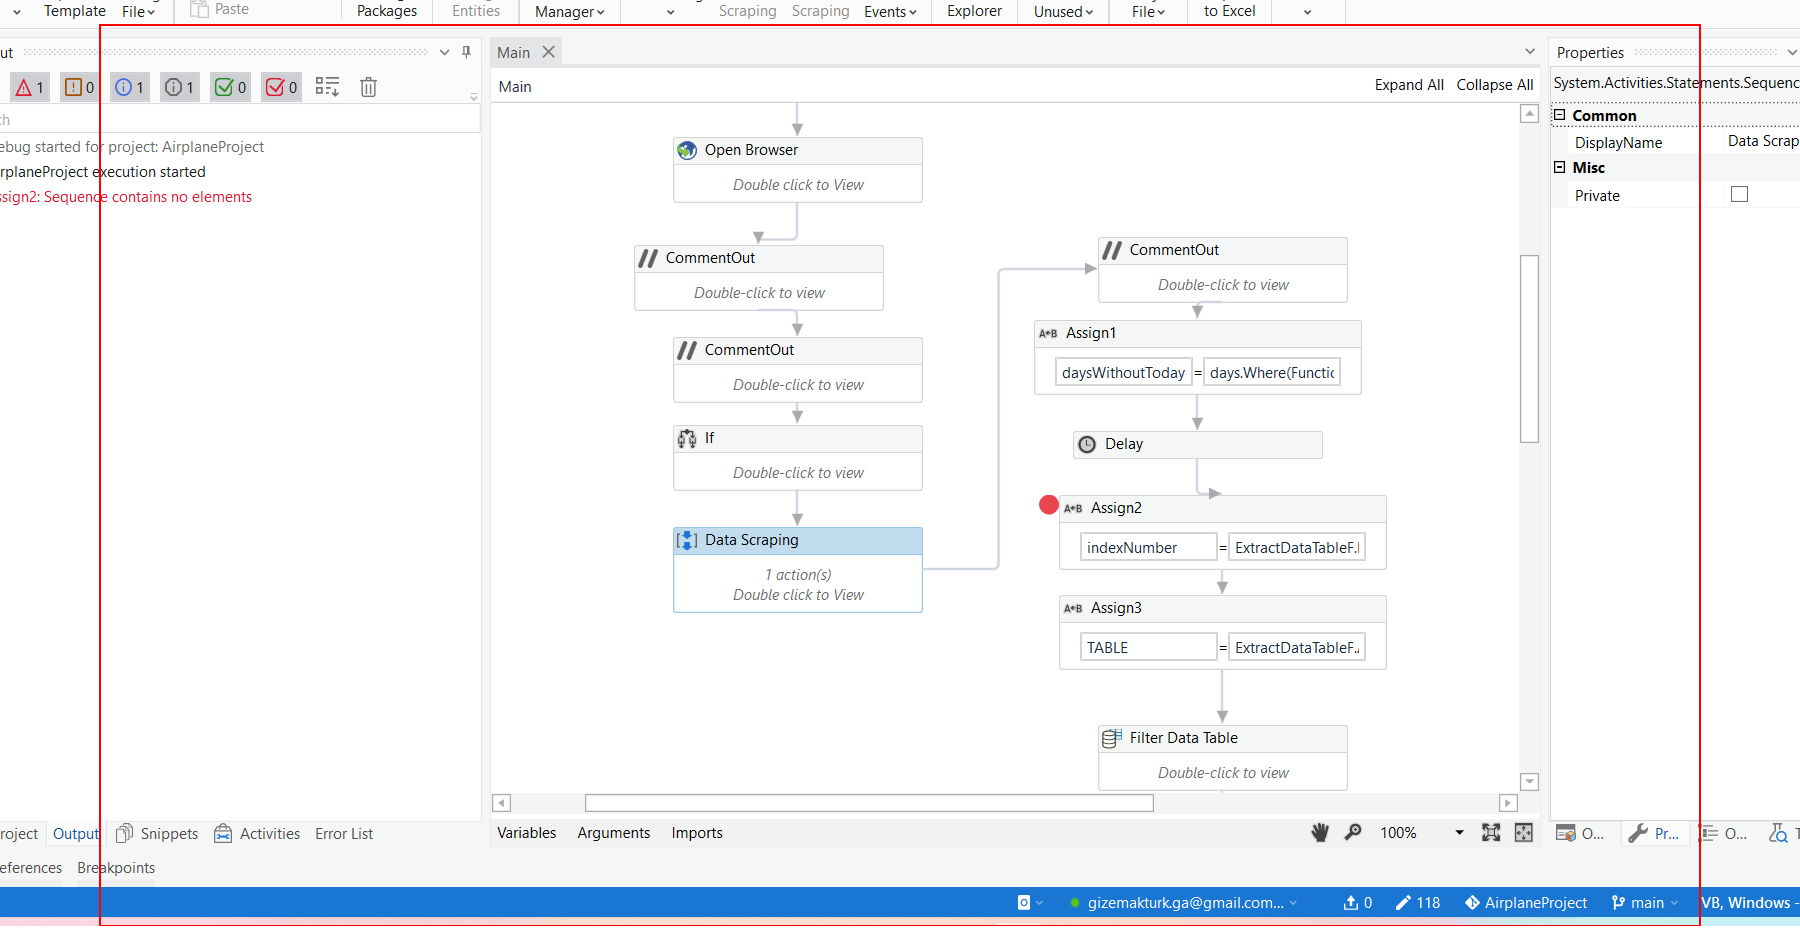 Template
File
Paste
Packages
Entities
Manager
Scraping
Scraping
Events
Explorer
Unused
File
to Excel
ut
1
0
1
1
0
0
ch
ebug started for project: AirplaneProject
rplaneProject execution started
ssign2: Sequence contains no elements
Main
Main
Expand All
Collapse All
Open Browser
Double click to View
CommentOut
Double-click to view
CommentOut
Double-click to view
If
Double-click to view
Data Scraping
1 action(s)
Double click to View
CommentOut
Double-click to view
A+B Assign1
daysWithoutToday = days.Where(Functic
Delay
A+B Assign2
indexNumber = ExtractDataTableF.I
A+B Assign3
TABLE = ExtractDataTableF.
Filter Data Table
Double-click to view
Properties
System.Activities.Statements.Sequenc
Common
DisplayName Data Scrap
Misc
Private
roject
Output
Snippets
Activities
Error List
Variables
Arguments
Imports
100%
O...
Pr...
O...
T
eferences
Breakpoints
gizemakturk.ga@gmail.com...
0
118
AirplaneProject
main
VB, Windows -